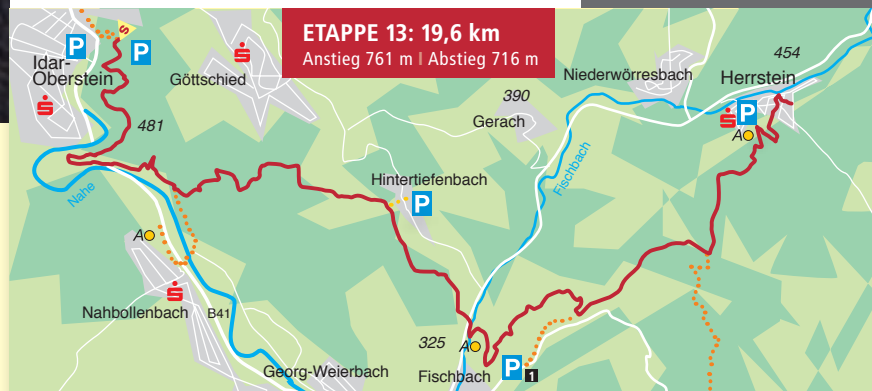 ETAPPE 13: 19,6 km
Anstieg 761 m | Abstieg 716 m
S
P
P
Idar-
Oberstein
S
Göttschied
S
454
Niederwörresbach
Herrstein
390
P
S
Gerach
A
481
Fischbach
Hintertiefenbach
Nahe
P
A
S
Nahbollenbach
B41
325
A
P
1
Georg-Weierbach
Fischbach